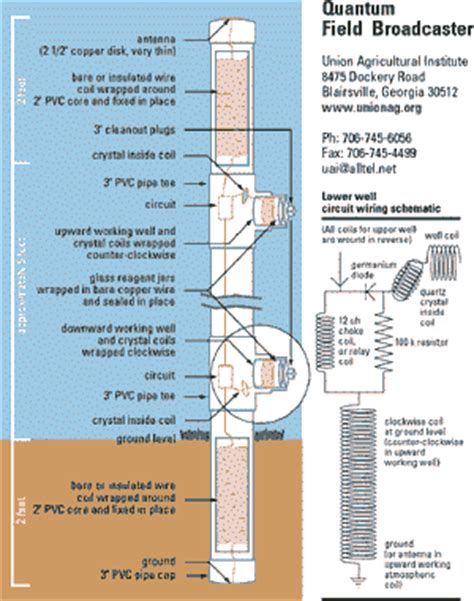 Quantum
Field Broadcaster
Union Agricultural Institute
8475 Dockery Road
Blairsville, Georgia 30512
www.unionag.org
Ph: 706-745-6056
Fax: 706-745-4499
uai@alltel.net
antenna
(2 1/2" copper disk, very thin)
bare or insulated wire
coil wrapped around
2" PVC core and fixed in place
3" cleanout plugs
crystal inside coil
3" PVC pipe tee
circuit
upward working well and
crystal coils wrapped
counter-clockwise
glass reagent jars
wrapped in bare copper wire
and sealed in place
downward working well
and crystal coils
wrapped clockwise
circuit
3" PVC pipe tee
crystal inside coil
ground level
bare or insulated wire
coil wrapped around
2" PVC core and fixed in place
ground
3" PVC pipe cap
2 feet
approximately 5 feet
2 feet
Lower well
circuit wiring schematic
(All coils for upper well
are wound in reverse)
well coil
germanium
diode
quartz
crystal
inside
coil
12 uh
choke
coil,
or relay
coil
100 k resistor
clockwise coil
at ground level
(counter-clockwise
in upward
working well)
ground
(or antenna in
upward working
atmospheric
coil)